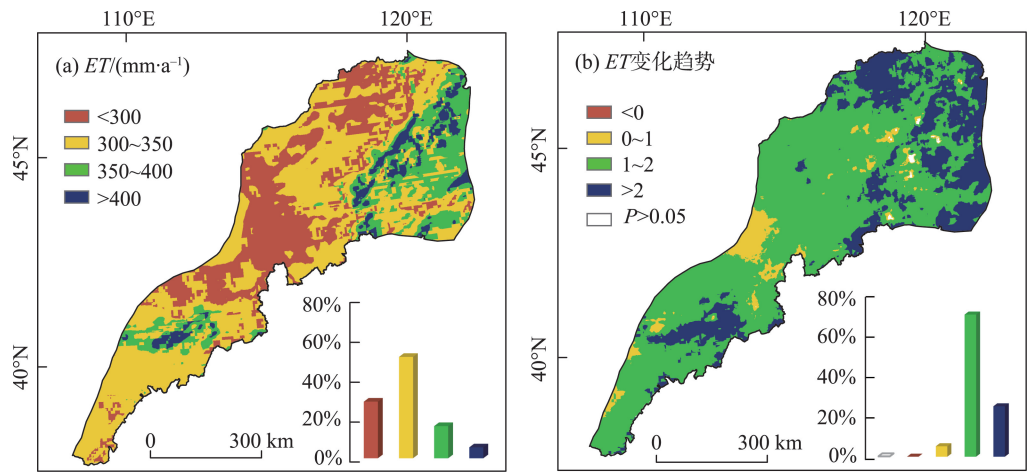 110°E
120°E
(a) ET/(mm·a⁻¹)
<300
300~350
350~400
>400
45°N
40°N
80%
60%
40%
20%
0%
0
300 km
110°E
120°E
(b) ET变化趋势
<0
0~1
1~2
>2
P>0.05
45°N
40°N
80%
60%
40%
20%
0%
0
300 km